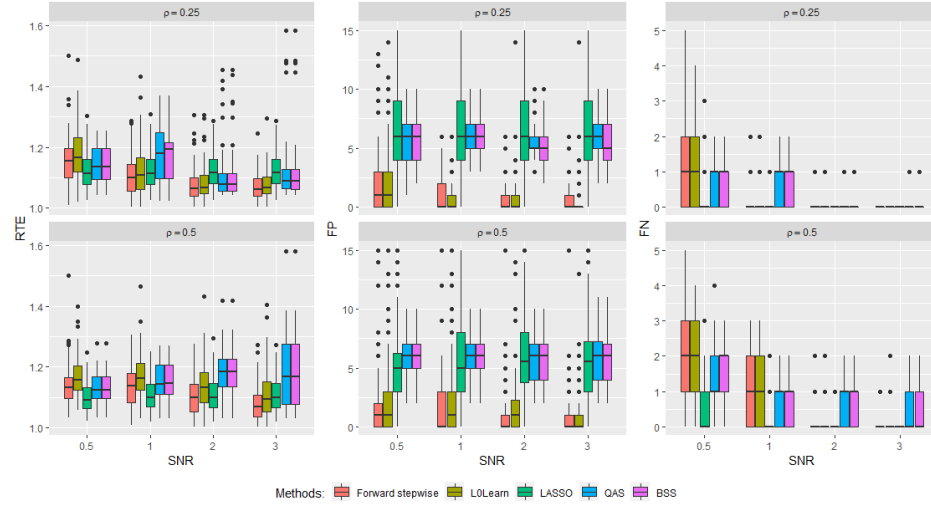 ρ = 0.25
ρ = 0.25
ρ = 0.25
1.6
1.4
1.2
1.0
15
10
5
0
5
4
3
2
1
0
RTE
FP
FN
ρ = 0.5
ρ = 0.5
ρ = 0.5
1.6
1.4
1.2
1.0
15
10
5
0
5
4
3
2
1
0
0.5 1 2 3
0.5 1 2 3
0.5 1 2 3
SNR
SNR
SNR
Methods: Forward stepwise L0Learn LASSO QAS BSS